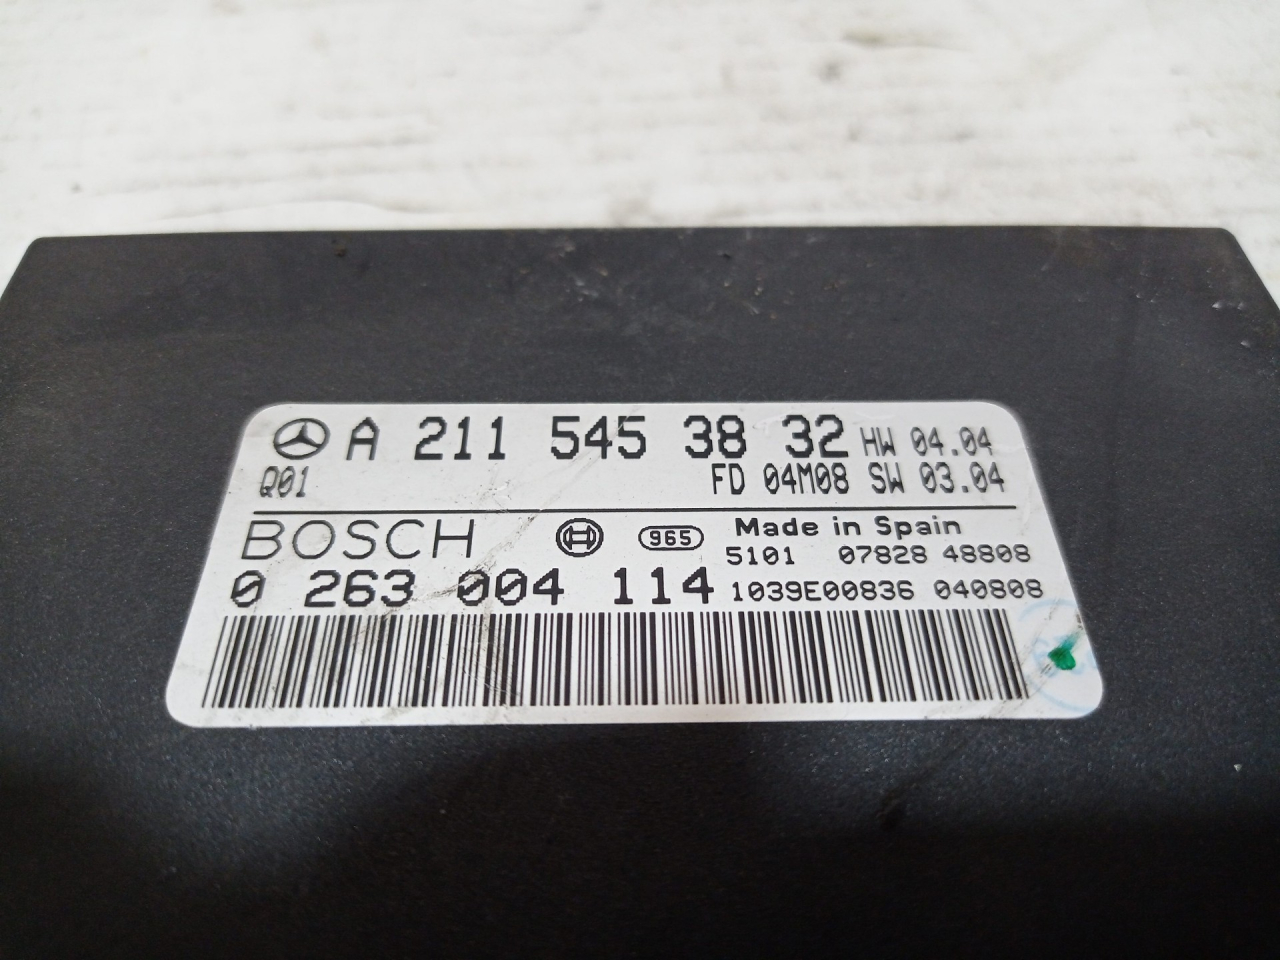 A 211 545 38 32 HW 04.04
Q01 FD 04M08 SW 03.04
BOSCH 965 Made in Spain
5101 07828 48808
0 263 004 114 1039E00836 040808